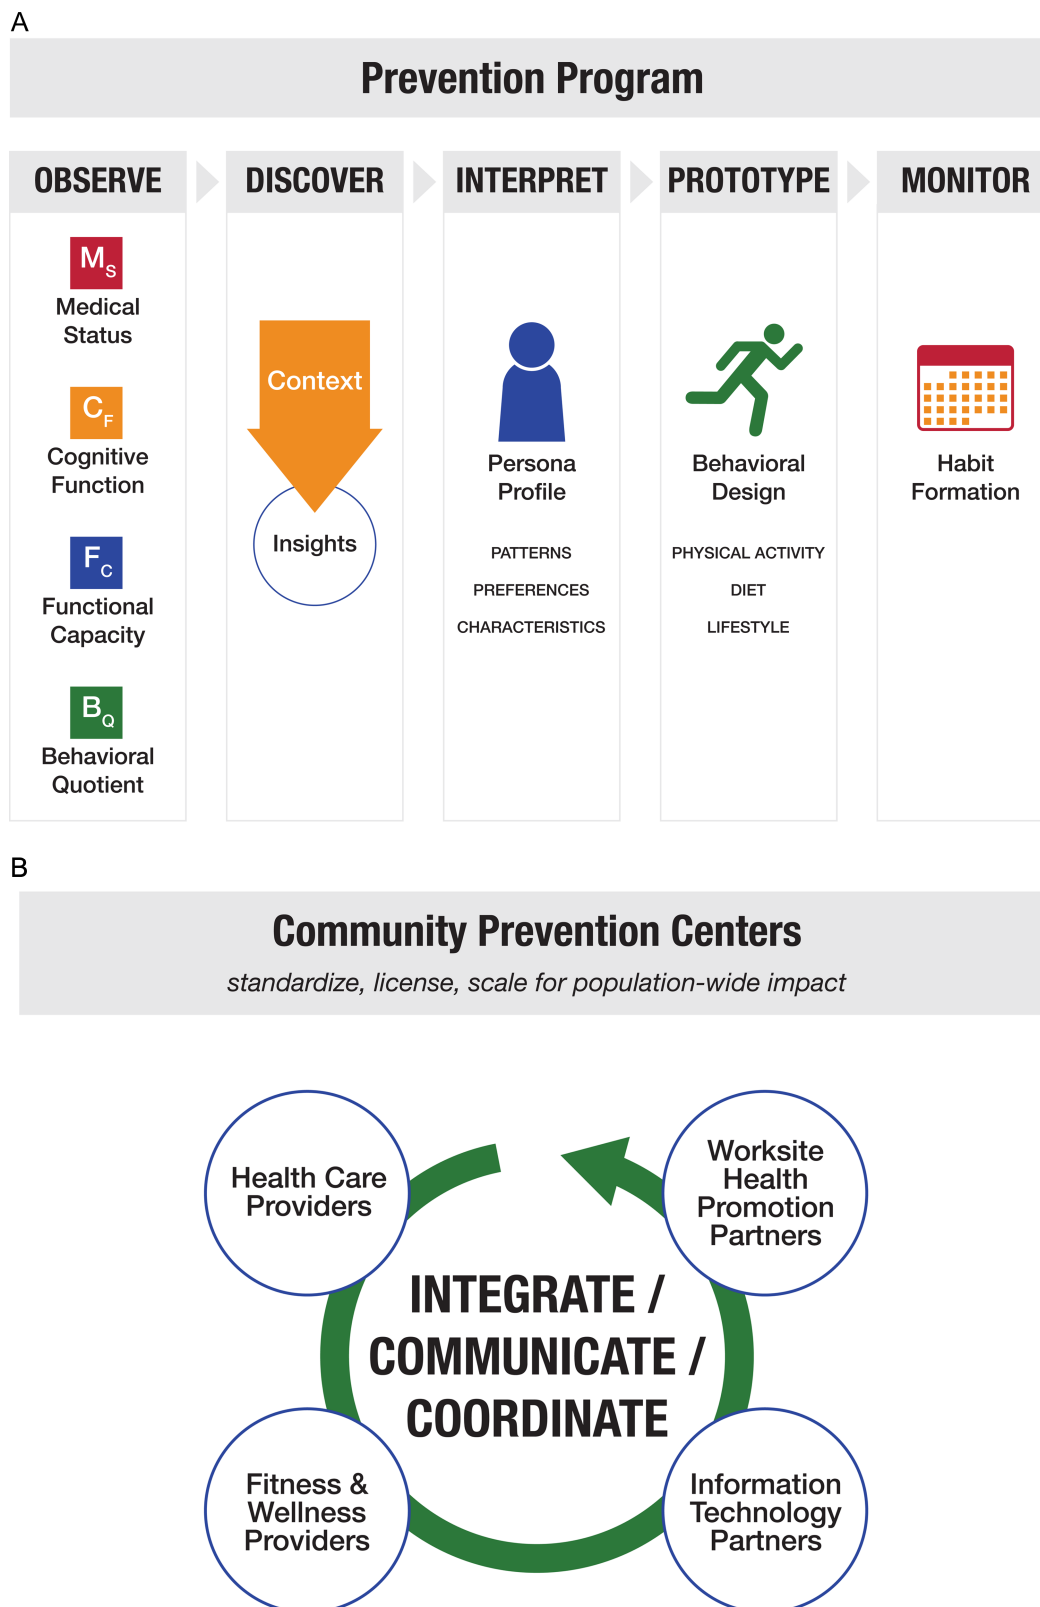 A
Prevention Program
OBSERVE
DISCOVER
INTERPRET
PROTOTYPE
MONITOR
MS
Medical
Status
CF
Cognitive
Function
FC
Functional
Capacity
BQ
Behavioral
Quotient
Context
Insights
Persona
Profile
PATTERNS
PREFERENCES
CHARACTERISTICS
Behavioral
Design
PHYSICAL ACTIVITY
DIET
LIFESTYLE
Habit
Formation
B
Community Prevention Centers
standardize, license, scale for population-wide impact
Health Care
Providers
Worksite
Health
Promotion
Partners
INTEGRATE /
COMMUNICATE /
COORDINATE
Fitness &
Wellness
Providers
Information
Technology
Partners